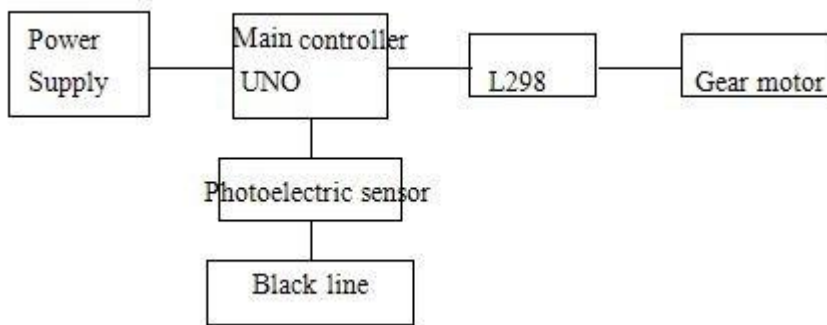 Power
Supply
Main controller
UNO
L298
Gear motor
Photoelectric sensor
Black line